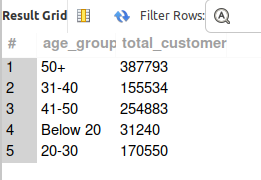 Result Grid Filter Rows:
# age_group total_customer
1 50+ 387793
2 31-40 155534
3 41-50 254883
4 Below 20 31240
5 20-30 170550